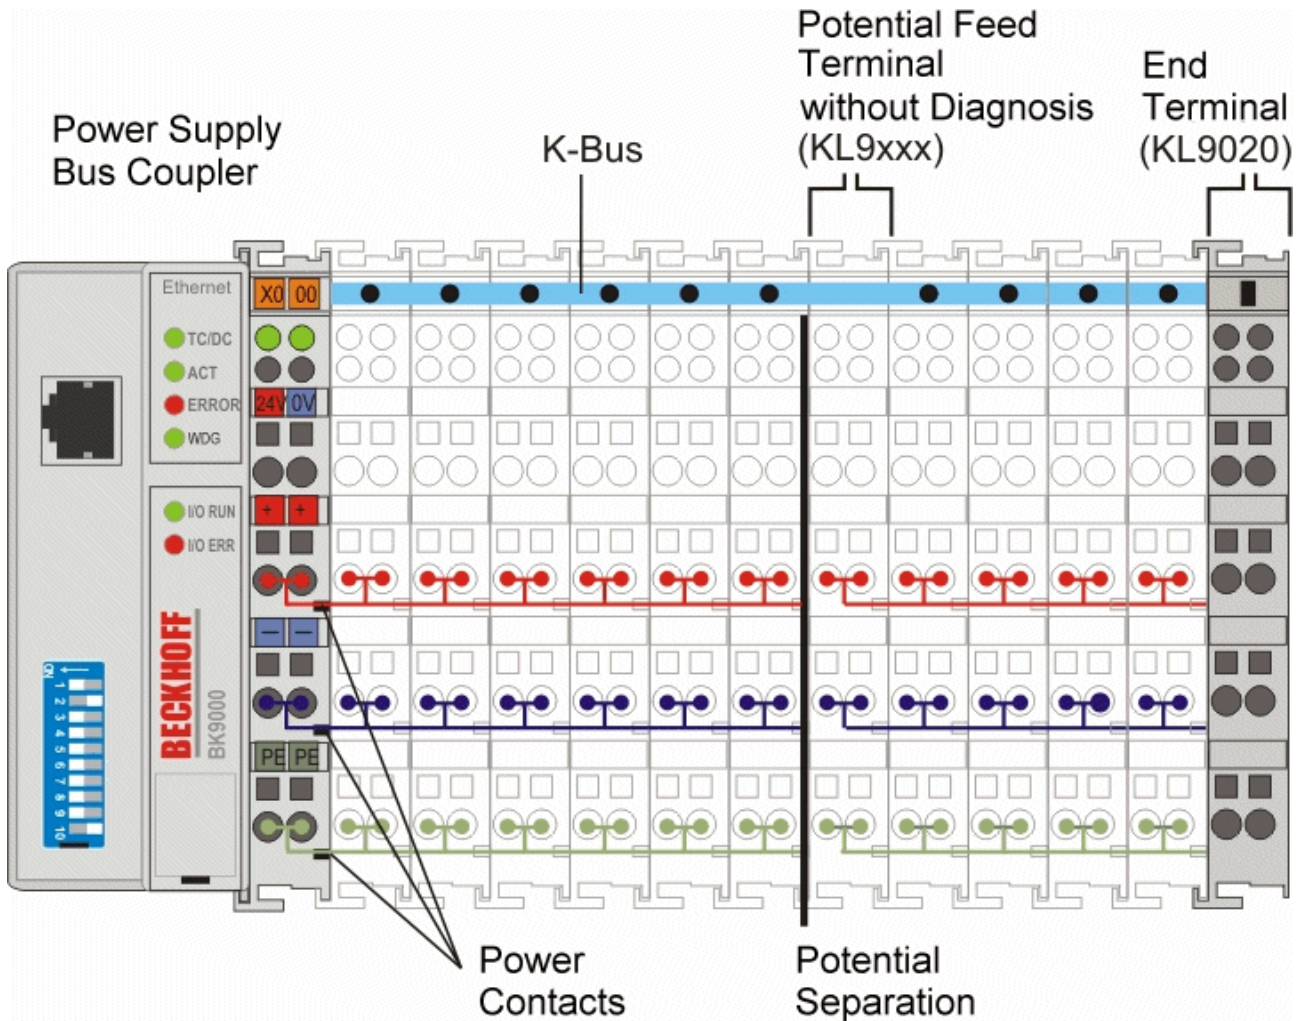 Potential Feed
Terminal
without Diagnosis
(KL9xxx)
End
Terminal
(KL9020)
Power Supply
Bus Coupler
K-Bus
Ethernet
X0 00
TC/DC
ACT
ERROR
24V 0V
WDG
I/O RUN
+ +
I/O ERR
BECKHOFF
BK9000
— —
PE PE
ON
1
2
3
4
5
6
7
8
9
10
Power
Contacts
Potential
Separation